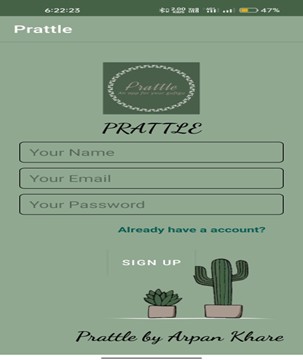 6:22:23
47%
Prattle
Prattle
PRATTLE
Your Name
Your Email
Your Password
Already have a account?
SIGN UP
Prattle by Arpan Khare